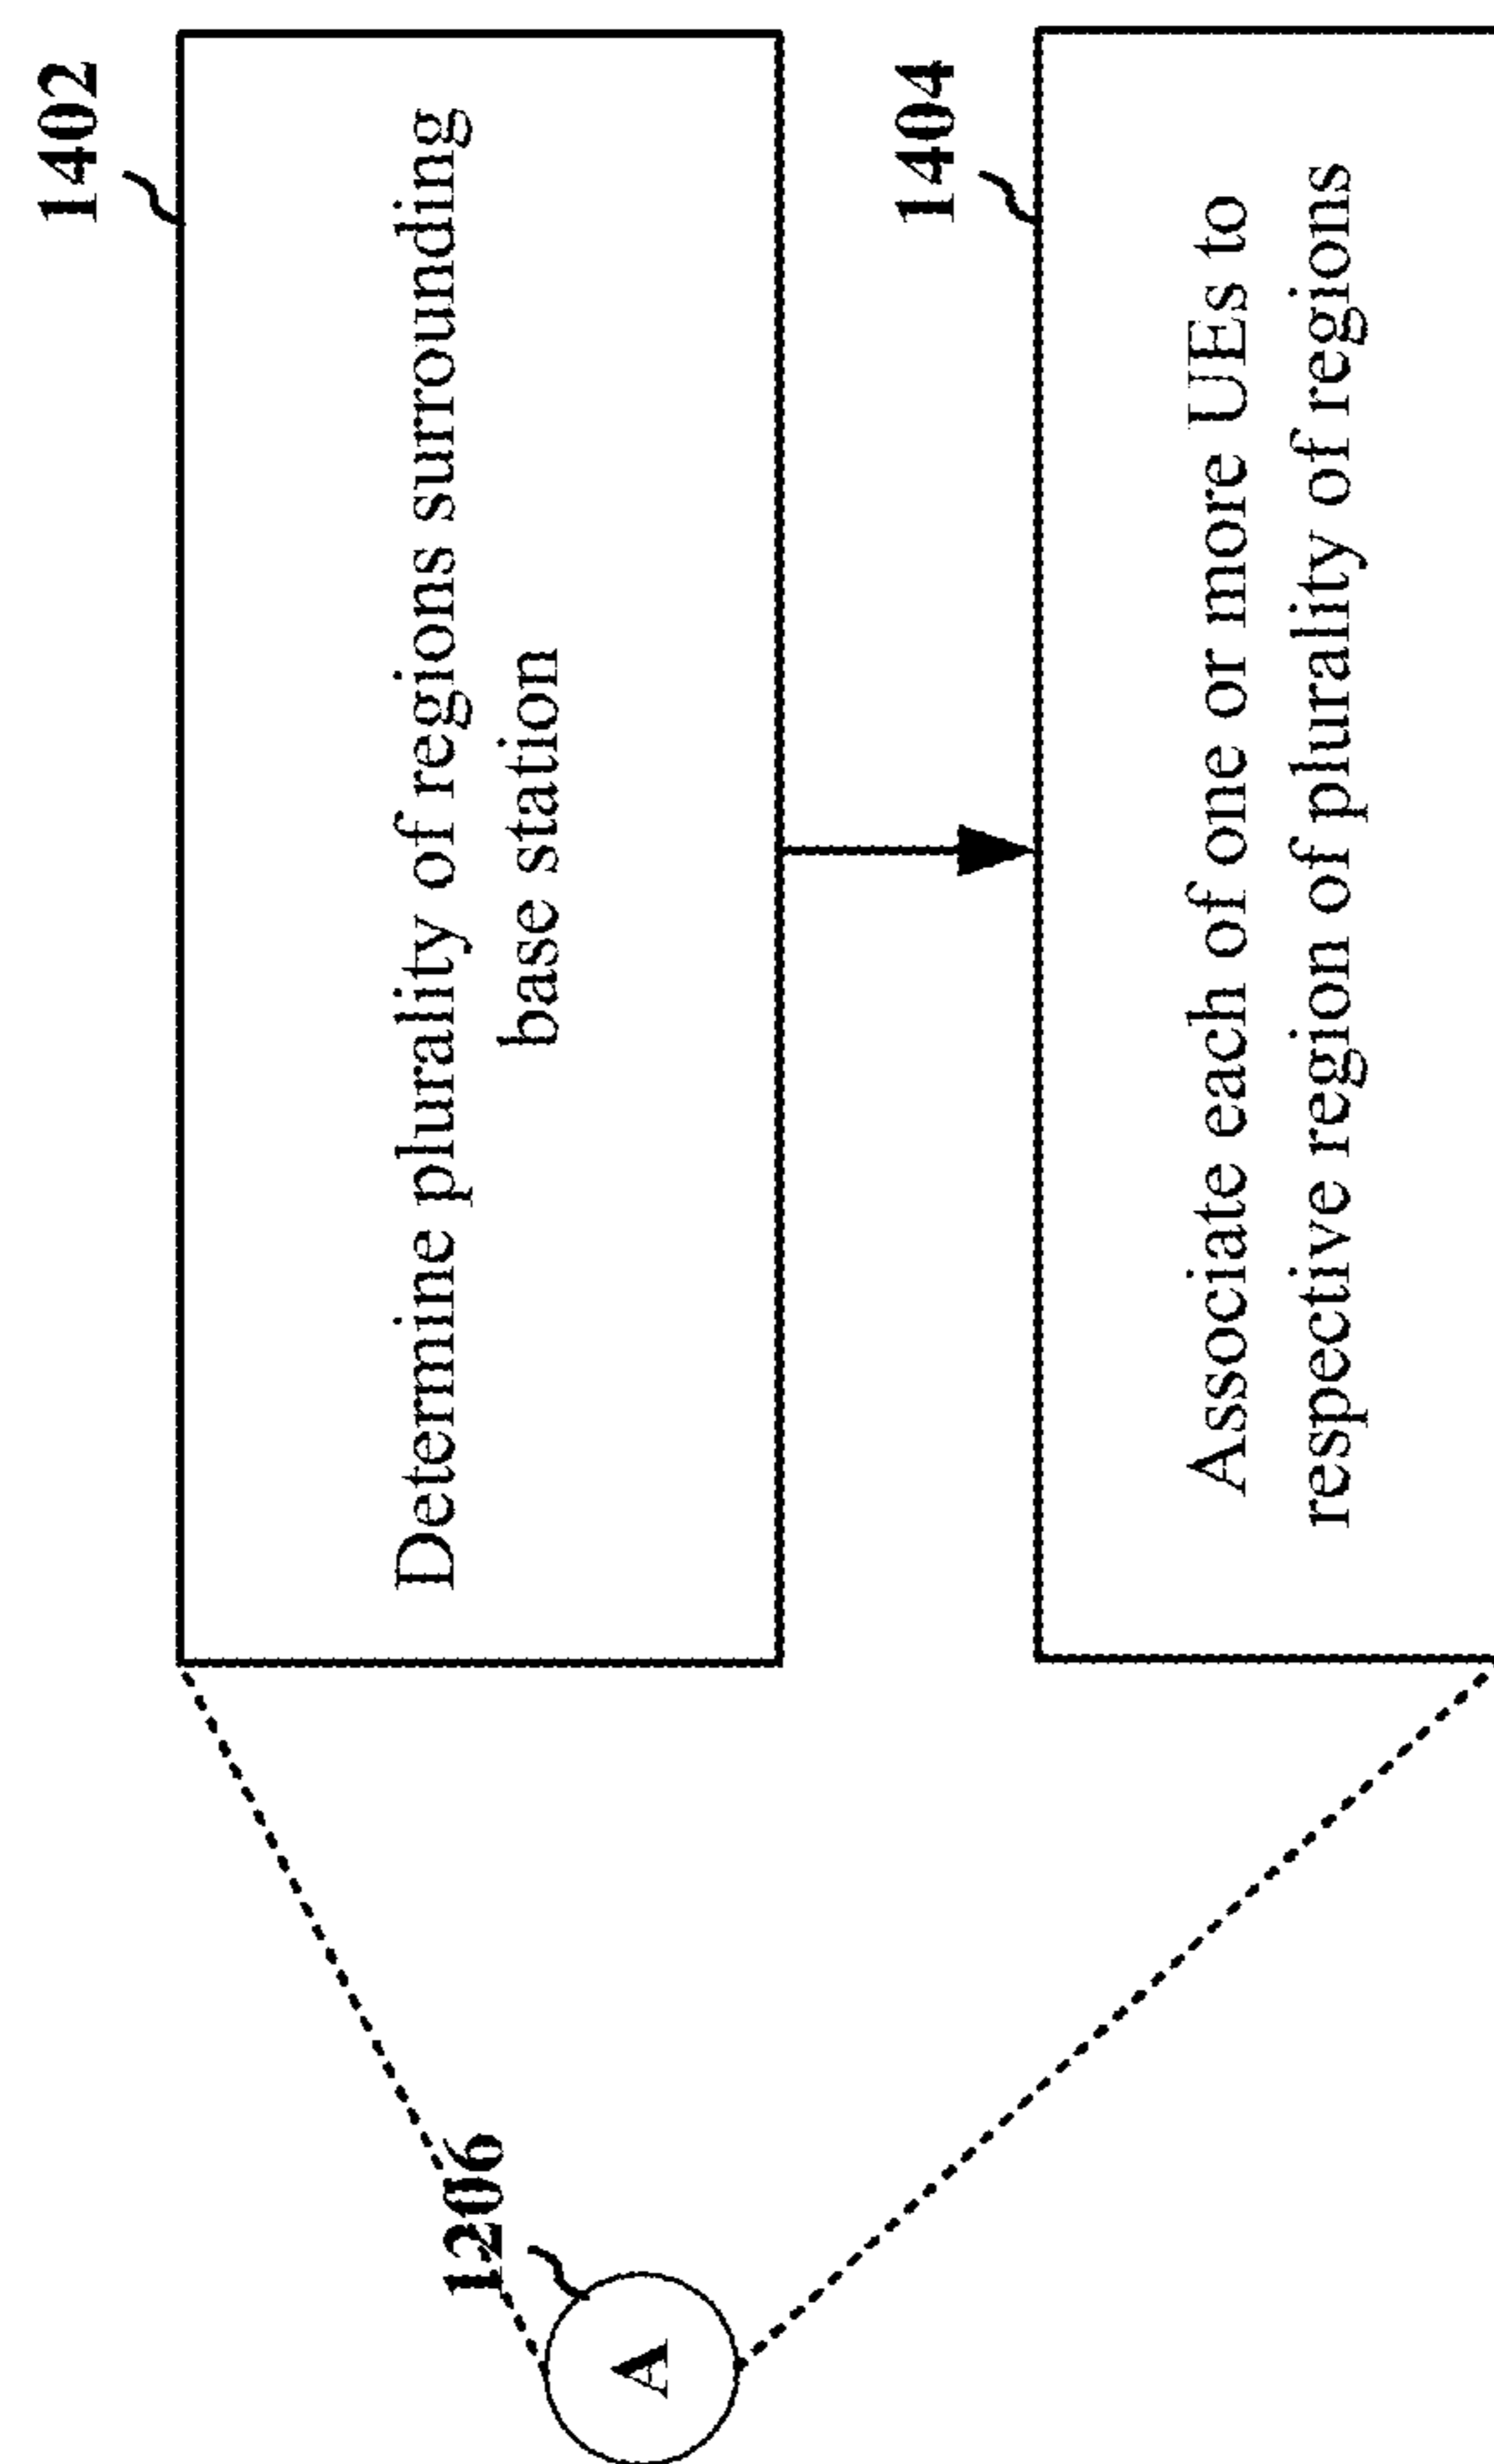 1402
Determine plurality of regions surrounding
base station
1404
Associate each of one or more UEs to
respective region of plurality of regions
1206
A